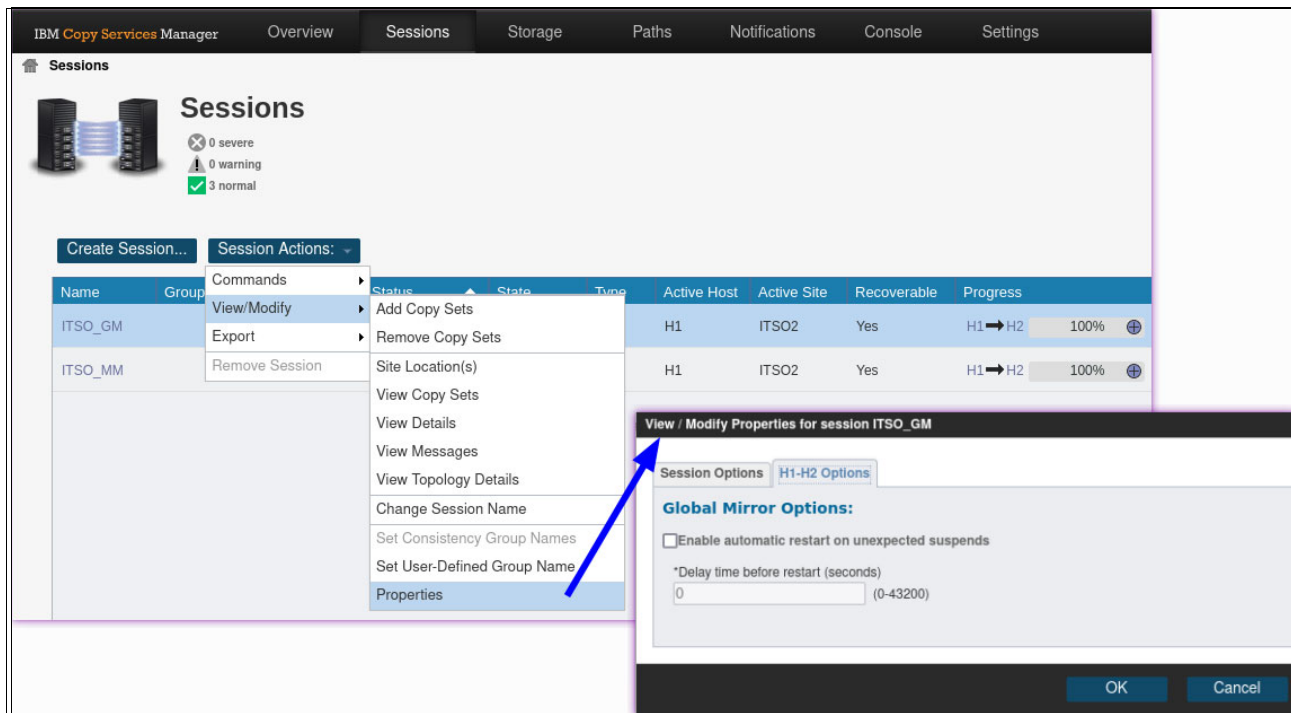 IBM Copy Services Manager Overview Sessions Storage Paths Notifications Console Settings
Sessions
Sessions
0 severe
0 warning
3 normal
Create Session... Session Actions:
Name Group Status State Type Active Host Active Site Recoverable Progress
ITSO_GM H1 ITSO2 Yes H1 H2 100%
ITSO_MM H1 ITSO2 Yes H1 H2 100%
Commands
View/Modify
Export
Remove Session
Add Copy Sets
Remove Copy Sets
Site Location(s)
View Copy Sets
View Details
View Messages
View Topology Details
Change Session Name
Set Consistency Group Names
Set User-Defined Group Name
Properties
View / Modify Properties for session ITSO_GM
Session Options H1-H2 Options
Global Mirror Options:
Enable automatic restart on unexpected suspends
*Delay time before restart (seconds)
0 (0-43200)
OK Cancel